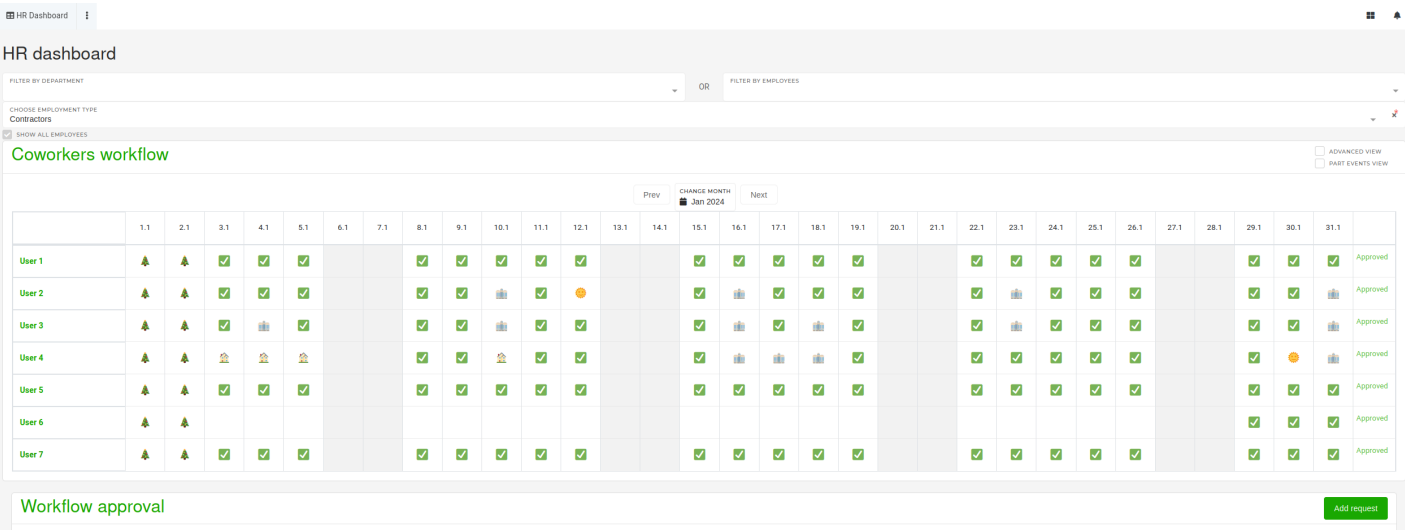 HR Dashboard
HR dashboard
FILTER BY DEPARTMENT
OR
FILTER BY EMPLOYEES
CHOOSE EMPLOYMENT TYPE
Contractors
SHOW ALL EMPLOYEES
Coworkers workflow
ADVANCED VIEW
PART EVENTS VIEW
Prev
CHANGE MONTH
Jan 2024
Next
1.1 2.1 3.1 4.1 5.1 6.1 7.1 8.1 9.1 10.1 11.1 12.1 13.1 14.1 15.1 16.1 17.1 18.1 19.1 20.1 21.1 22.1 23.1 24.1 25.1 26.1 27.1 28.1 29.1 30.1 31.1
User 1 Approved
User 2 Approved
User 3 Approved
User 4 Approved
User 5 Approved
User 6
User 7 Approved
Workflow approval
Add request